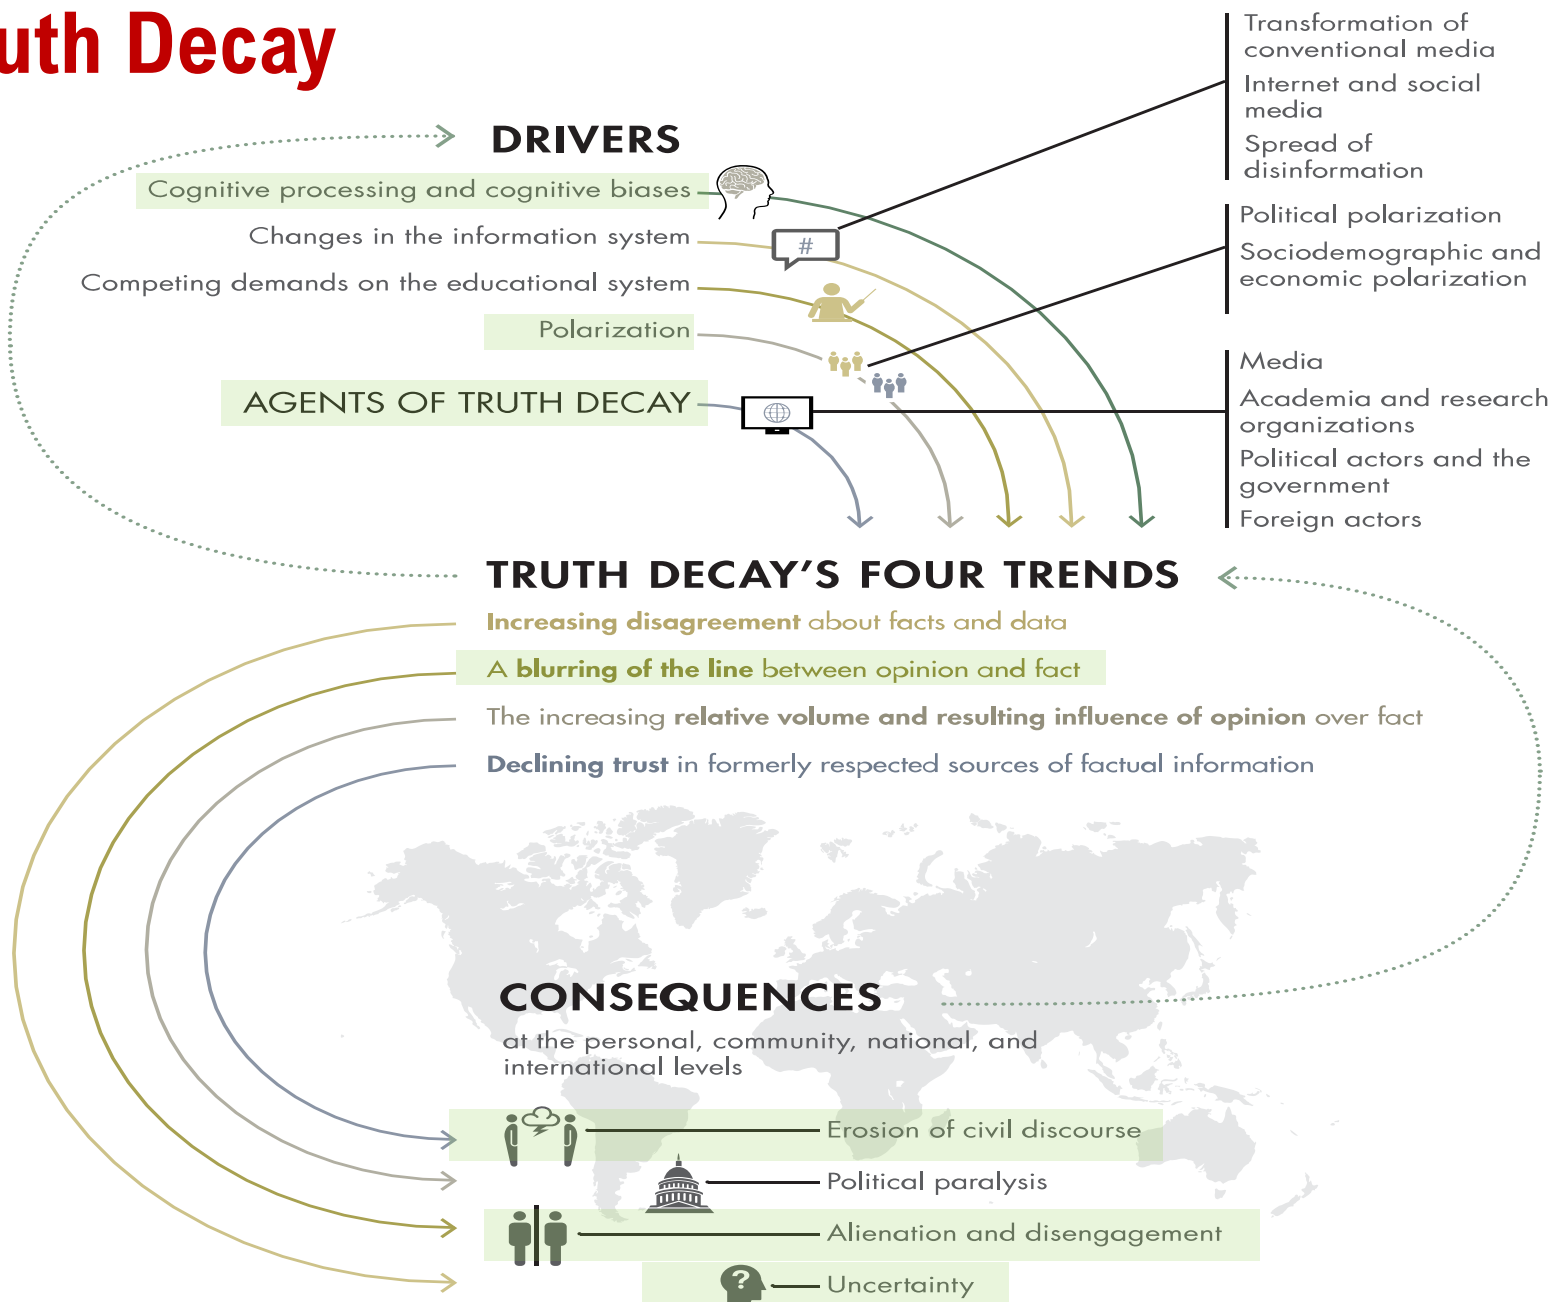 uth Decay
DRIVERS
Cognitive processing and cognitive biases
Changes in the information system
#
Competing demands on the educational system
Polarization
AGENTS OF TRUTH DECAY
Transformation of
conventional media
Internet and social
media
Spread of
disinformation
Political polarization
Sociodemographic and
economic polarization
Media
Academia and research
organizations
Political actors and the
government
Foreign actors
TRUTH DECAY’S FOUR TRENDS
Increasing disagreement about facts and data
A blurring of the line between opinion and fact
The increasing relative volume and resulting influence of opinion over fact
Declining trust in formerly respected sources of factual information
CONSEQUENCES
at the personal, community, national, and
international levels
Erosion of civil discourse
Political paralysis
Alienation and disengagement
?
Uncertainty